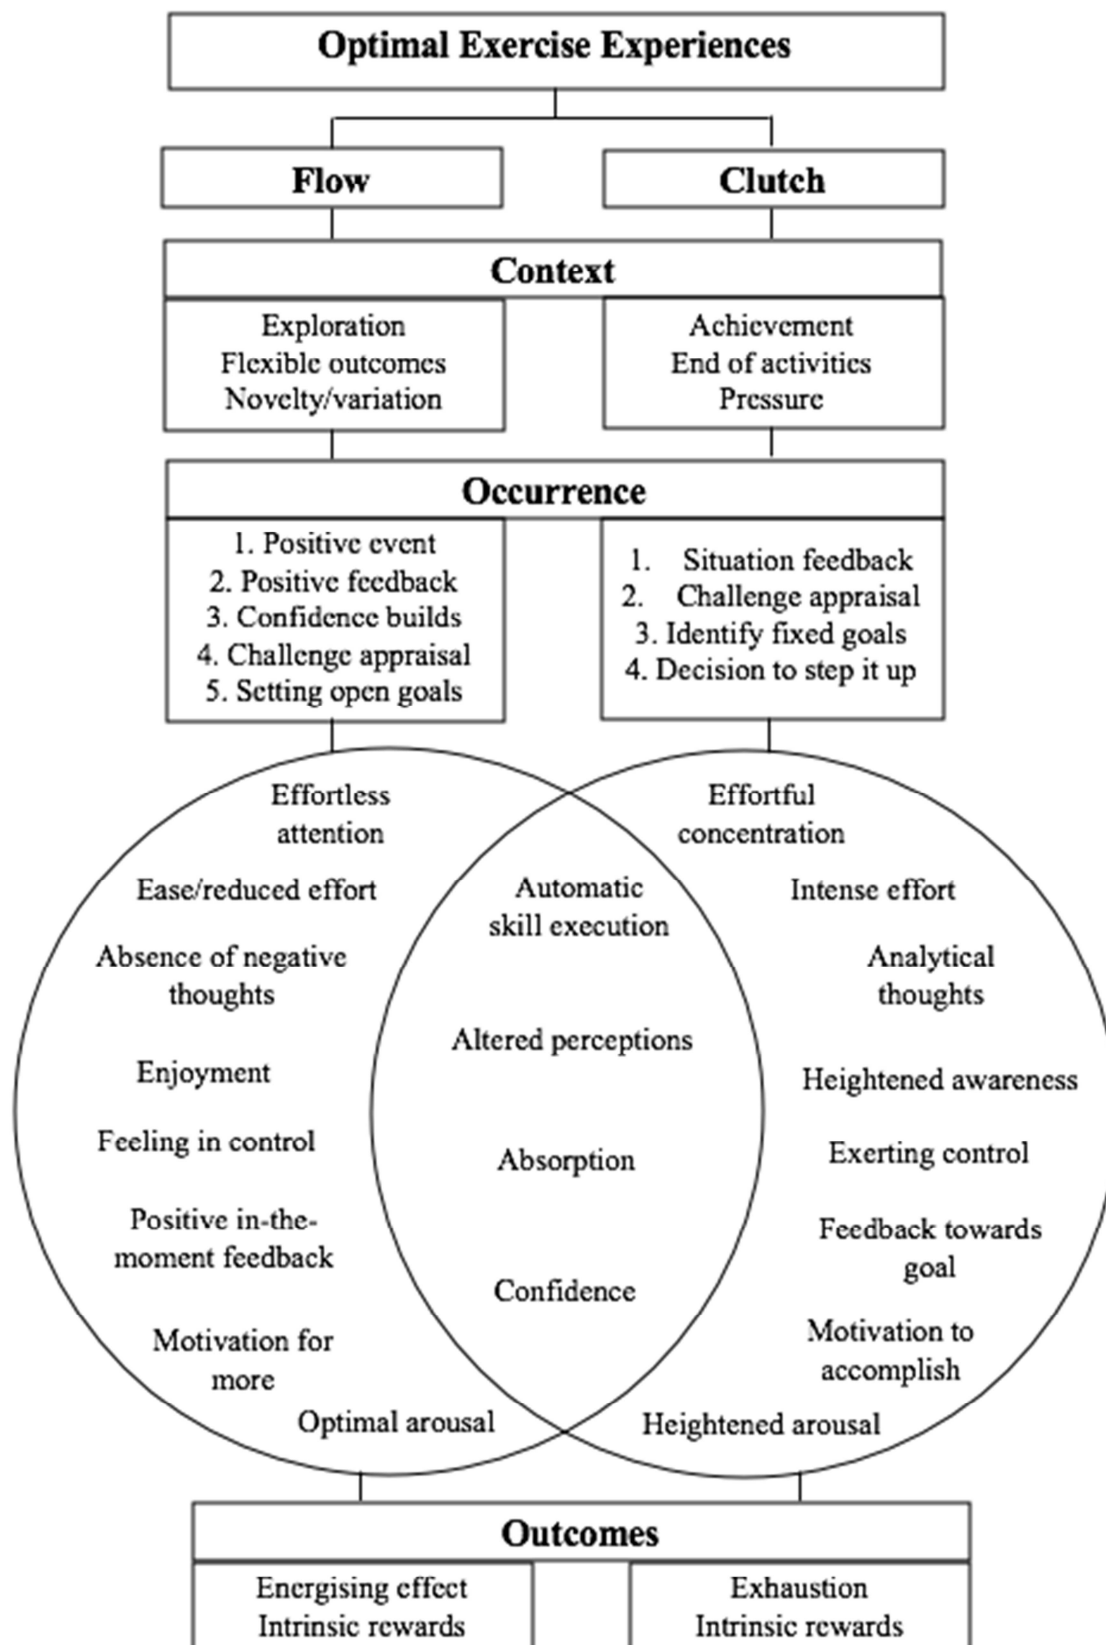 Optimal Exercise Experiences
Flow
Clutch
Context
Exploration
Flexible outcomes
Novelty/variation
Achievement
End of activities
Pressure
Occurrence
1. Positive event
2. Positive feedback
3. Confidence builds
4. Challenge appraisal
5. Setting open goals
1. Situation feedback
2. Challenge appraisal
3. Identify fixed goals
4. Decision to step it up
Effortless
attention
Ease/reduced effort
Absence of negative
thoughts
Enjoyment
Feeling in control
Positive in-the-
moment feedback
Motivation for
more
Optimal arousal
Automatic
skill execution
Altered perceptions
Absorption
Confidence
Effortful
concentration
Intense effort
Analytical
thoughts
Heightened awareness
Exerting control
Feedback towards
goal
Motivation to
accomplish
Heightened arousal
Outcomes
Energising effect
Intrinsic rewards
Exhaustion
Intrinsic rewards